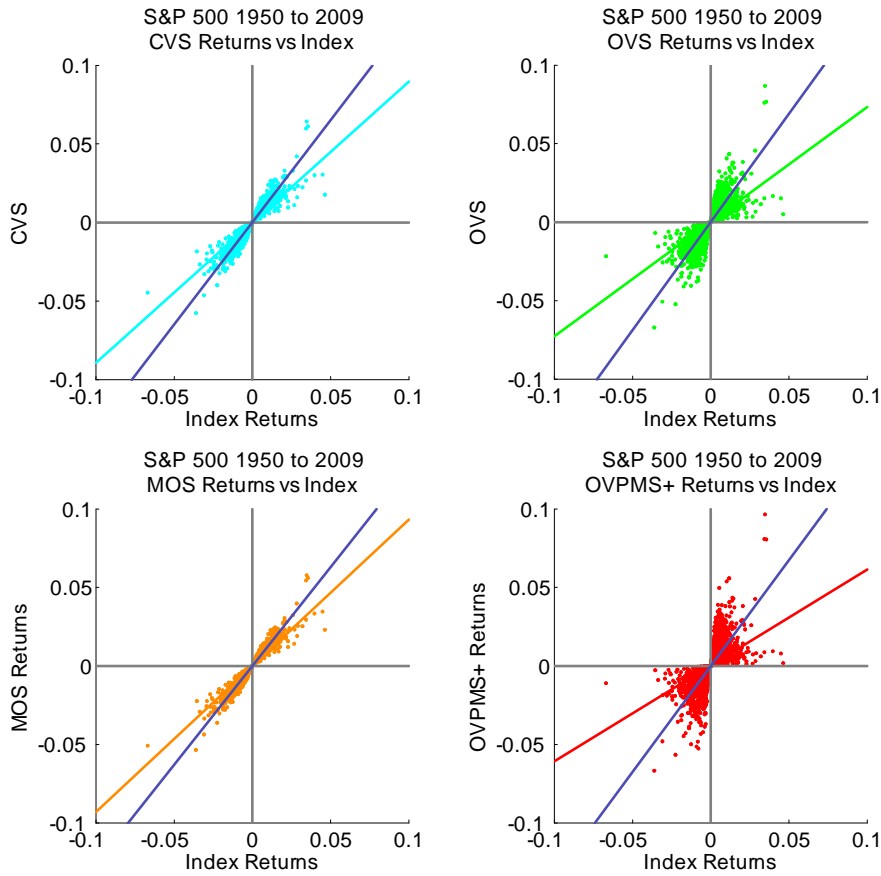 S&P 500 1950 to 2009
CVS Returns vs Index
0.1
0.05
0
-0.05
-0.1
CVS
-0.1 -0.05 0 0.05 0.1
Index Returns
S&P 500 1950 to 2009
OVS Returns vs Index
0.1
0.05
0
-0.05
-0.1
OVS
-0.1 -0.05 0 0.05 0.1
Index Returns
S&P 500 1950 to 2009
MOS Returns vs Index
0.1
0.05
0
-0.05
-0.1
MOS Returns
-0.1 -0.05 0 0.05 0.1
Index Returns
S&P 500 1950 to 2009
OVPMS+ Returns vs Index
0.1
0.05
0
-0.05
-0.1
OVPMS+ Returns
-0.1 -0.05 0 0.05 0.1
Index Returns